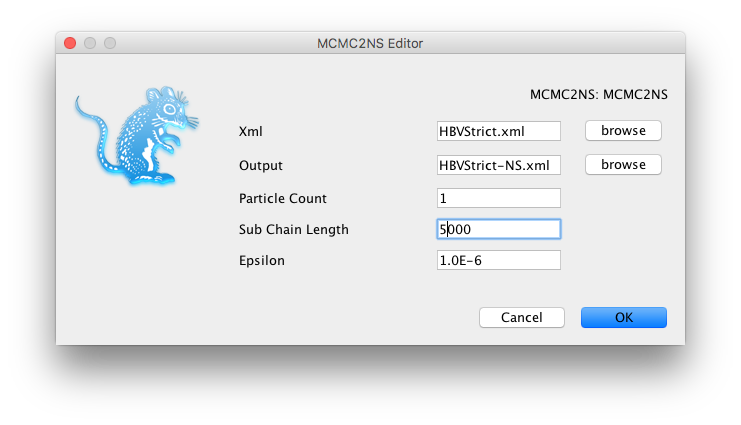 MCMC2NS Editor
MCMC2NS: MCMC2NS
Xml HBVStrict.xml browse
Output HBVStrict-NS.xml browse
Particle Count 1
Sub Chain Length 5000
Epsilon 1.0E-6
Cancel OK